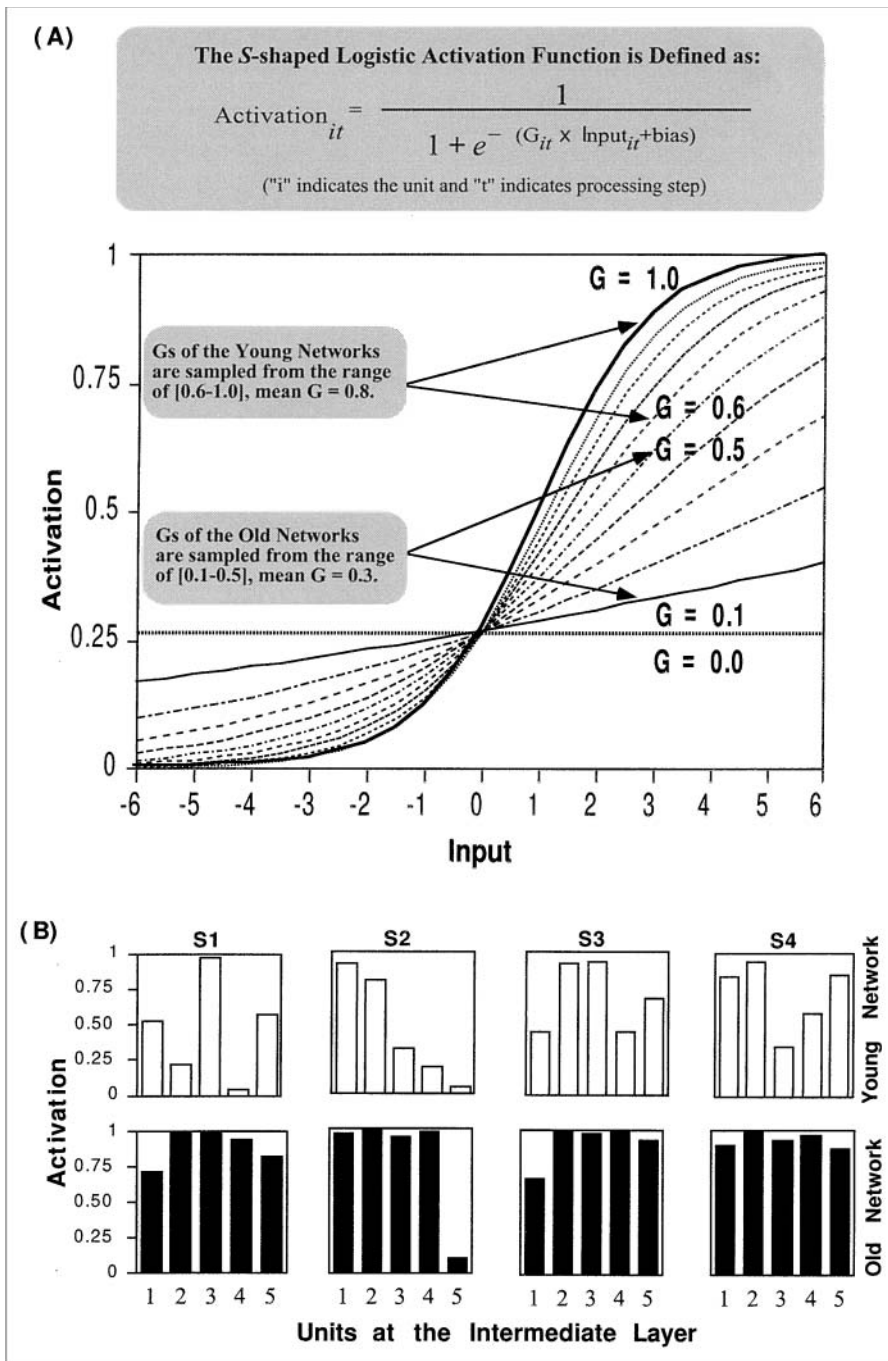 (A)
The S-shaped Logistic Activation Function is Defined as:
Activation it = 1
1 + e − (G it × Input it +bias)
("i" indicates the unit and "t" indicates processing step)
1
G = 1.0
Gs of the Young Networks
are sampled from the range
of [0.6-1.0], mean G = 0.8.
0.75
G = 0.6
G = 0.5
0.5
Gs of the Old Networks
are sampled from the range
of [0.1-0.5], mean G = 0.3.
G = 0.1
0.25
G = 0.0
0
Activation
-6 -5 -4 -3 -2 -1 0 1 2 3 4 5 6
Input
(B)
S1 S2 S3 S4
1
0.75
0.50
0.25
0
Young Network
Activation
1
0.75
0.50
0.25
0
Old Network
1 2 3 4 5 1 2 3 4 5 1 2 3 4 5 1 2 3 4 5
Units at the Intermediate Layer